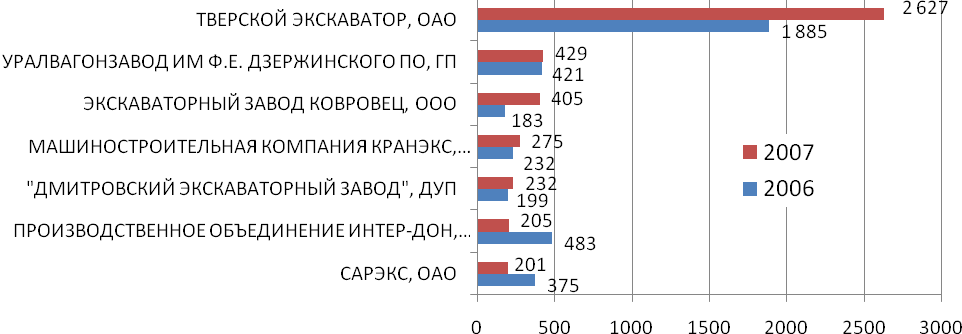 ТВЕРСКОЙ ЭКСКАВАТОР, ОАО
2 627
1 885
УРАЛВАГОНЗАВОД ИМ Ф.Е. ДЗЕРЖИНСКОГО ПО, ГП
429
421
ЭКСКАВАТОРНЫЙ ЗАВОД КОВРОВЕЦ, ООО
405
183
МАШИНОСТРОИТЕЛЬНАЯ КОМПАНИЯ КРАНЭКС,...
275
232
"ДМИТРОВСКИЙ ЭКСКАВАТОРНЫЙ ЗАВОД", ДУП
232
199
ПРОИЗВОДСТВЕННОЕ ОБЪЕДИНЕНИЕ ИНТЕР-ДОН,...
205
483
САРЭКС, ОАО
201
375
2007
2006
0 500 1000 1500 2000 2500 3000